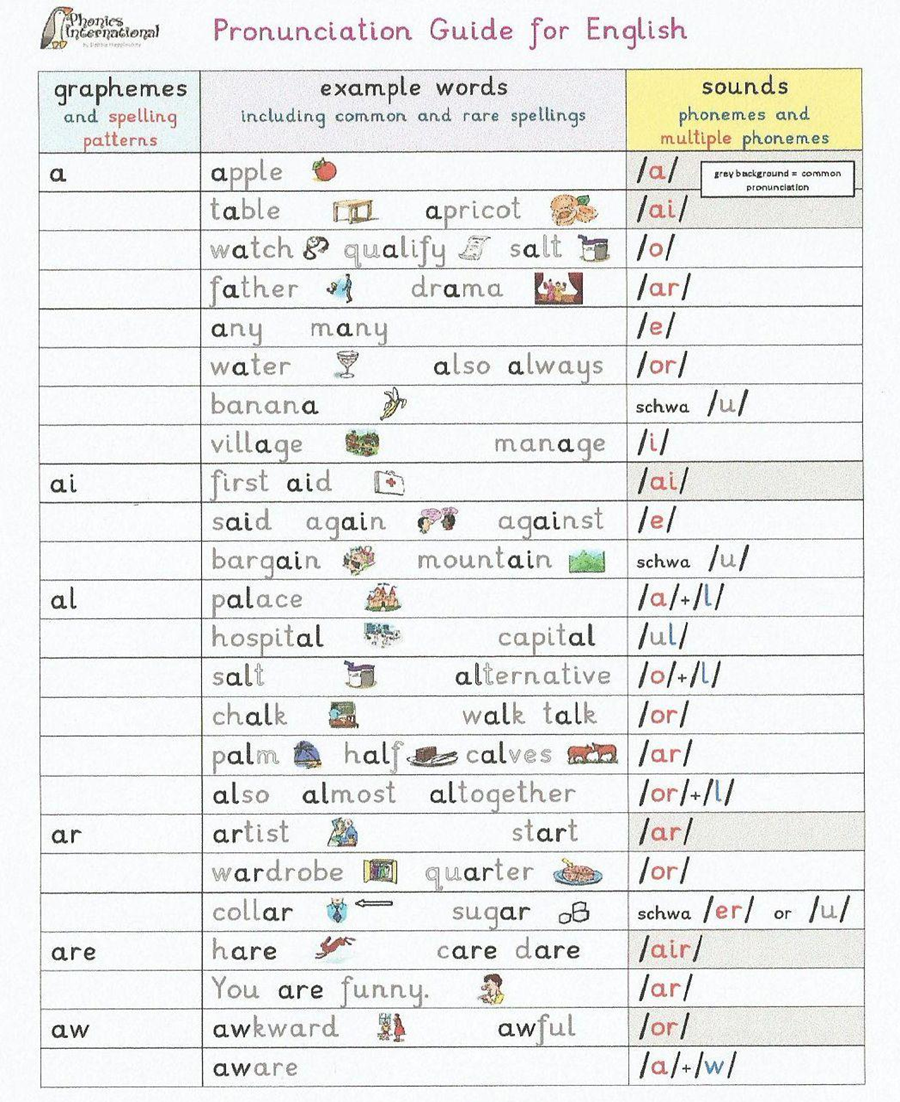 Phonics
International
Pronunciation Guide for English
graphemes example words sounds
and spelling including common and rare spellings phonemes and
patterns multiple phonemes
a apple /a/
grey background = common
pronunciation
table apricot /ai/
watch qualify salt /o/
father drama /ar/
any many /e/
water also always /or/
banana schwa /u/
village manage /i/
ai first aid /ai/
said again against /e/
bargain mountain schwa /u/
al palace /a/+/l/
hospital capital /ul/
salt alternative /o/+/l/
chalk walk talk /or/
palm half calves /ar/
also almost altogether /or/+/l/
ar artist start /ar/
wardrobe quarter /or/
collar sugar schwa /er/ or /u/
are hare care dare /air/
You are funny. /ar/
aw awkward awful /or/
aware /a/+/w/